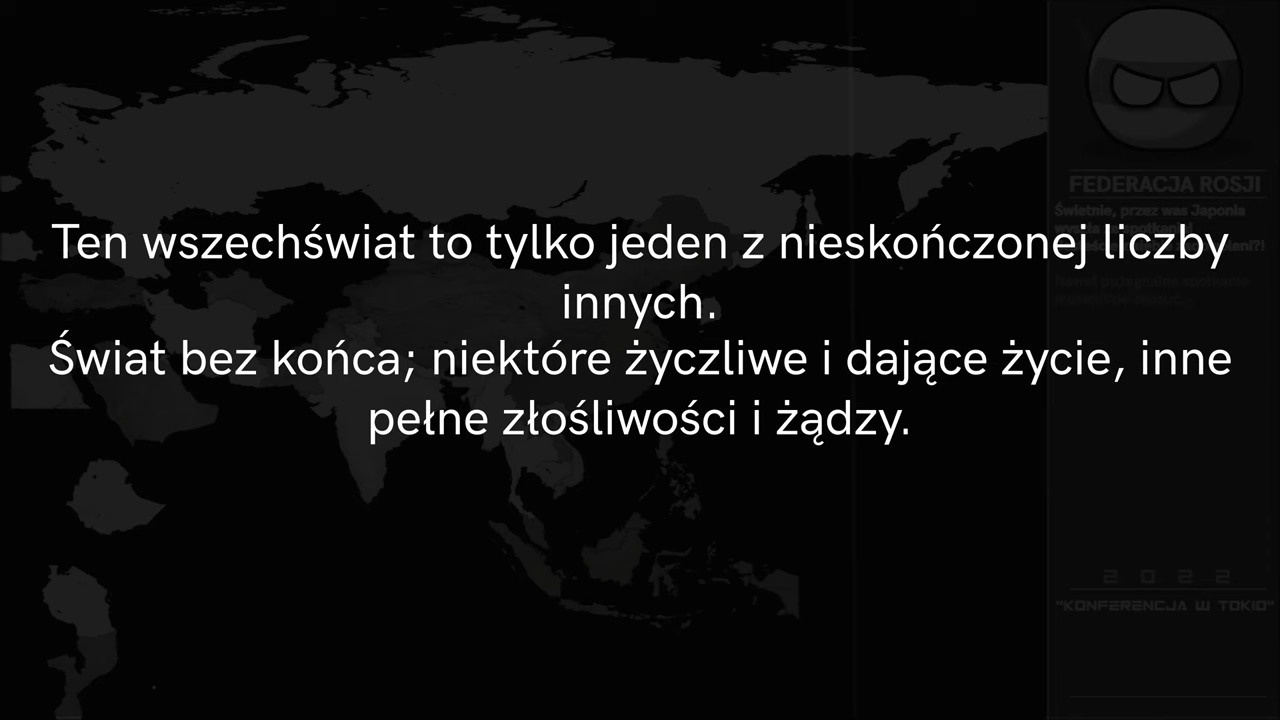 FEDERACJA ROSJI
Świetnie, przez was Japonia
Ten wszechświat to tylko jeden z nieskończonej liczby
innych.
Świat bez końca; niektóre życzliwe i dające życie, inne
pełne złośliwości i żądzy.
2022
"KONFERENCJA W TOKIO"